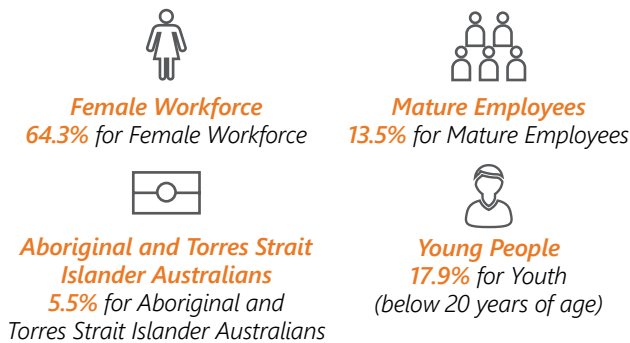 Female Workforce
64.3% for Female Workforce
Mature Employees
13.5% for Mature Employees
Aboriginal and Torres Strait
Islander Australians
5.5% for Aboriginal and
Torres Strait Islander Australians
Young People
17.9% for Youth
(below 20 years of age)